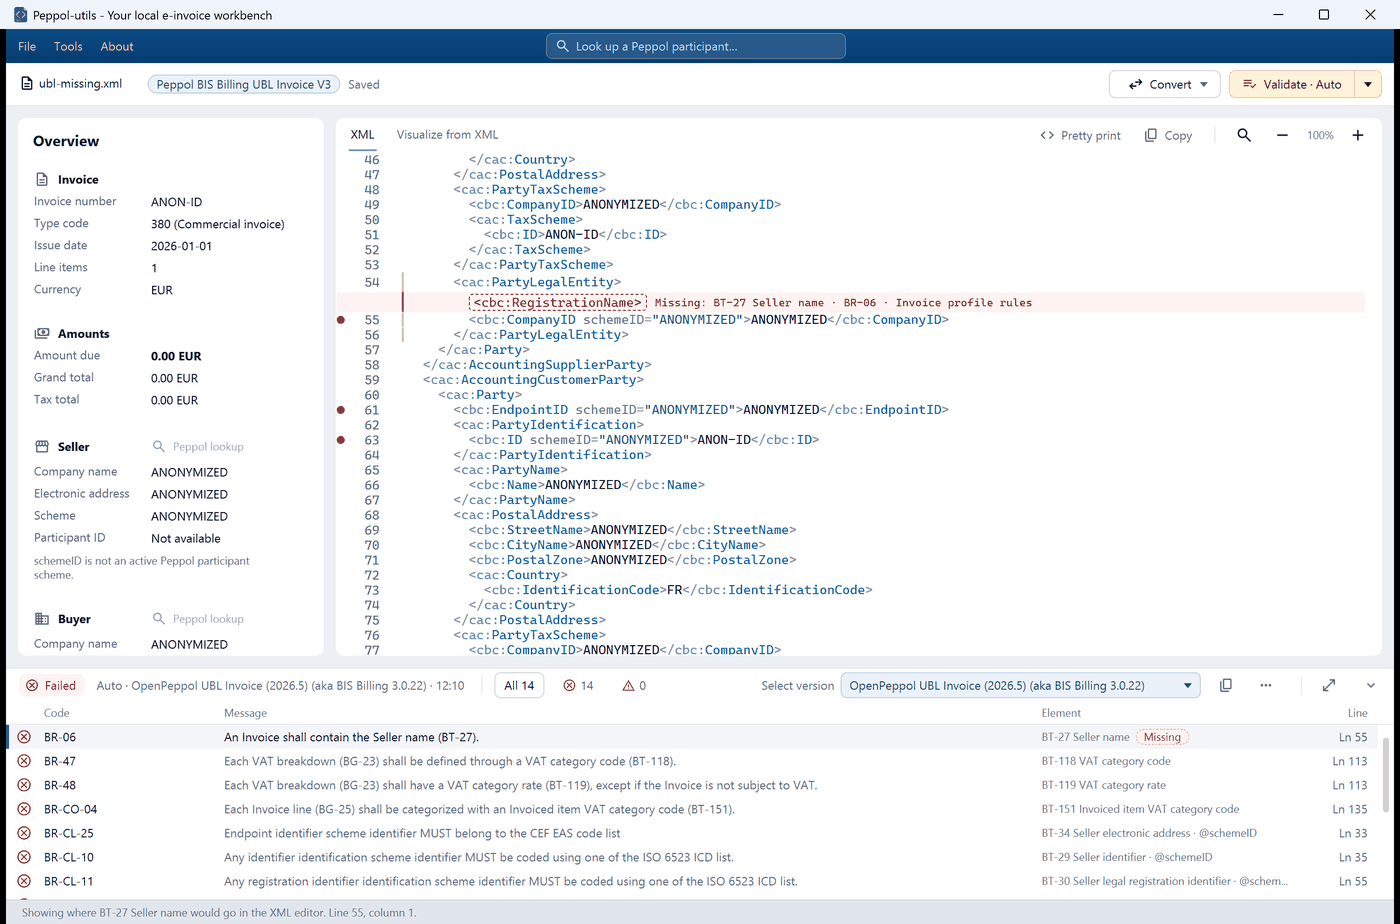 Peppol-utils - Your local e-invoice workbench
File Tools About
Look up a Peppol participant...
ubl-missing.xml Peppol BIS Billing UBL Invoice V3 Saved
Convert Validate · Auto
Overview
Invoice
Invoice number ANON-ID
Type code 380 (Commercial invoice)
Issue date 2026-01-01
Line items 1
Currency EUR
Amounts
Amount due 0.00 EUR
Grand total 0.00 EUR
Tax total 0.00 EUR
Seller Peppol lookup
Company name ANONYMIZED
Electronic address ANONYMIZED
Scheme ANONYMIZED
Participant ID Not available
schemeID is not an active Peppol participant
scheme.
Buyer Peppol lookup
Company name ANONYMIZED
XML Visualize from XML
Pretty print Copy 100%
46 </cac:Country>
47 </cac:PostalAddress>
48 <cac:PartyTaxScheme>
49 <cbc:CompanyID>ANONYMIZED</cbc:CompanyID>
50 <cac:TaxScheme>
51 <cbc:ID>ANON-ID</cbc:ID>
52 </cac:TaxScheme>
53 </cac:PartyTaxScheme>
54 <cac:PartyLegalEntity>
<cbc:RegistrationName> Missing: BT-27 Seller name · BR-06 · Invoice profile rules
55 <cbc:CompanyID schemeID="ANONYMIZED">ANONYMIZED</cbc:CompanyID>
56 </cac:PartyLegalEntity>
57 </cac:Party>
58 </cac:AccountingSupplierParty>
59 <cac:AccountingCustomerParty>
60 <cac:Party>
61 <cbc:EndpointID schemeID="ANONYMIZED">ANONYMIZED</cbc:EndpointID>
62 <cac:PartyIdentification>
63 <cbc:ID schemeID="ANONYMIZED">ANON-ID</cbc:ID>
64 </cac:PartyIdentification>
65 <cac:PartyName>
66 <cbc:Name>ANONYMIZED</cbc:Name>
67 </cac:PartyName>
68 <cac:PostalAddress>
69 <cbc:StreetName>ANONYMIZED</cbc:StreetName>
70 <cbc:CityName>ANONYMIZED</cbc:CityName>
71 <cbc:PostalZone>ANONYMIZED</cbc:PostalZone>
72 <cac:Country>
73 <cbc:IdentificationCode>FR</cbc:IdentificationCode>
74 </cac:Country>
75 </cac:PostalAddress>
76 <cac:PartyTaxScheme>
77 <cbc:CompanyID>ANONYMIZED</cbc:CompanyID>
Failed Auto · OpenPeppol UBL Invoice (2026.5) (aka BIS Billing 3.0.22) · 12:10 All 14 14 0 Select version OpenPeppol UBL Invoice (2026.5) (aka BIS Billing 3.0.22)
Code Message Element Line
BR-06 An Invoice shall contain the Seller name (BT-27). BT-27 Seller name Missing Ln 55
BR-47 Each VAT breakdown (BG-23) shall be defined through a VAT category code (BT-118). BT-118 VAT category code Ln 113
BR-48 Each VAT breakdown (BG-23) shall have a VAT category rate (BT-119), except if the Invoice is not subject to VAT. BT-119 VAT category rate Ln 113
BR-CO-04 Each Invoice line (BG-25) shall be categorized with an Invoiced item VAT category code (BT-151). BT-151 Invoiced item VAT category code Ln 135
BR-CL-25 Endpoint identifier scheme identifier MUST belong to the CEF EAS code list BT-34 Seller electronic address · @schemeID Ln 33
BR-CL-10 Any identifier identification scheme identifier MUST be coded using one of the ISO 6523 ICD list. BT-29 Seller identifier · @schemeID Ln 35
BR-CL-11 Any registration identifier identification scheme identifier MUST be coded using one of the ISO 6523 ICD list. BT-30 Seller legal registration identifier · @schem... Ln 55
Showing where BT-27 Seller name would go in the XML editor. Line 55, column 1.